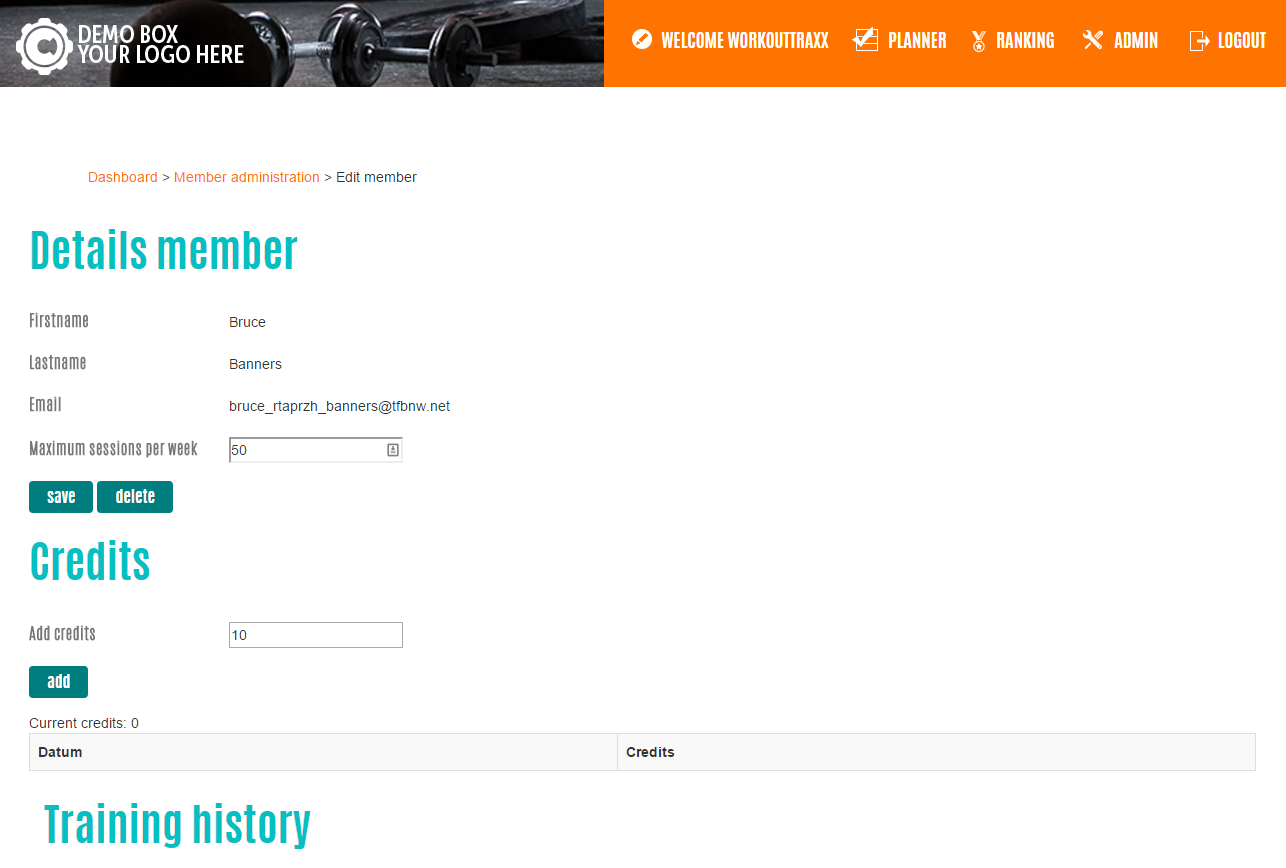 DEMO BOX
YOUR LOGO HERE
WELCOME WORKOUTTRAXX PLANNER RANKING ADMIN LOGOUT
Dashboard > Member administration > Edit member
Details member
Firstname Bruce
Lastname Banners
Email bruce_rtaprzh_banners@tfbnw.net
Maximum sessions per week 50
save delete
Credits
Add credits 10
add
Current credits: 0
Datum Credits
Training history